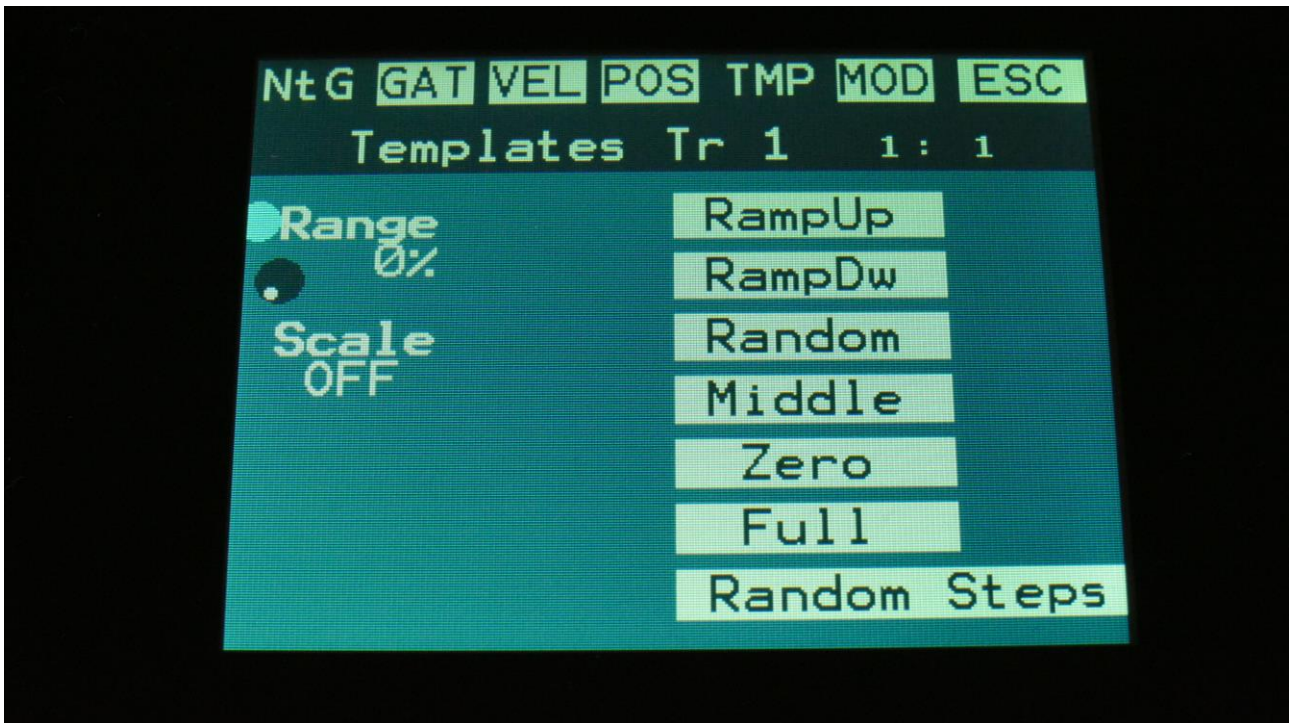 NtG GAT VEL POS TMP MOD ESC
Templates Tr 1 1: 1
Range
0%
Scale
OFF
RampUp
RampDw
Random
Middle
Zero
Full
Random Steps